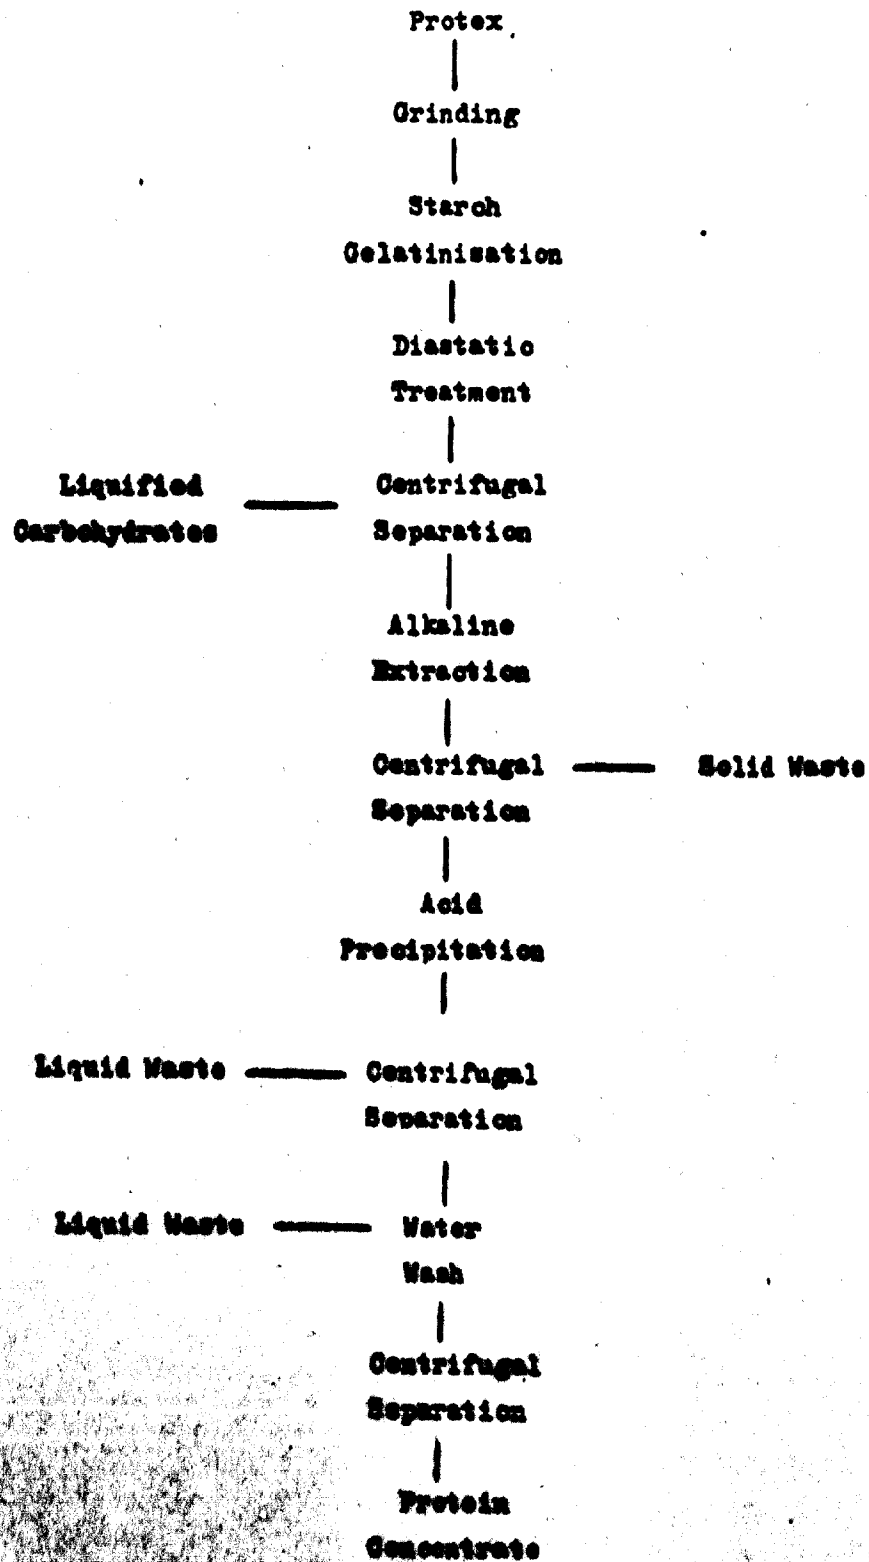 Protex
Grinding
Starch
Gelatinisation
Diastatic
Treatment
Liquified
Carbohydrates
Centrifugal
Separation
Alkaline
Extraction
Centrifugal
Separation
Solid Waste
Acid
Precipitation
Liquid Waste
Centrifugal
Separation
Liquid Waste
Water
Wash
Centrifugal
Separation
Protein
Concentrate